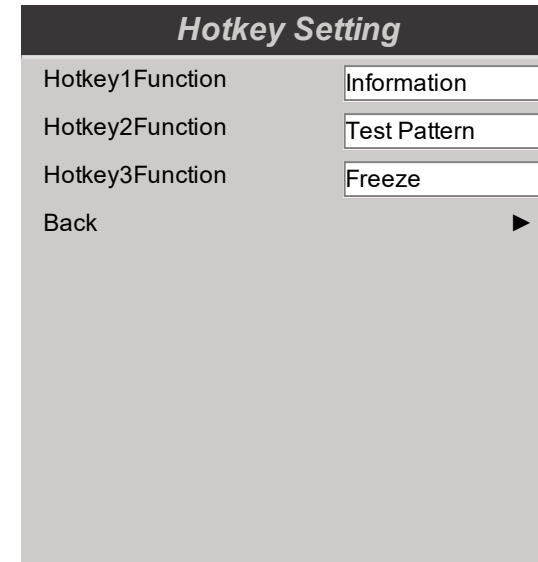 Hotkey Setting
Hotkey1Function Information
Hotkey2Function Test Pattern
Hotkey3Function Freeze
Back ►